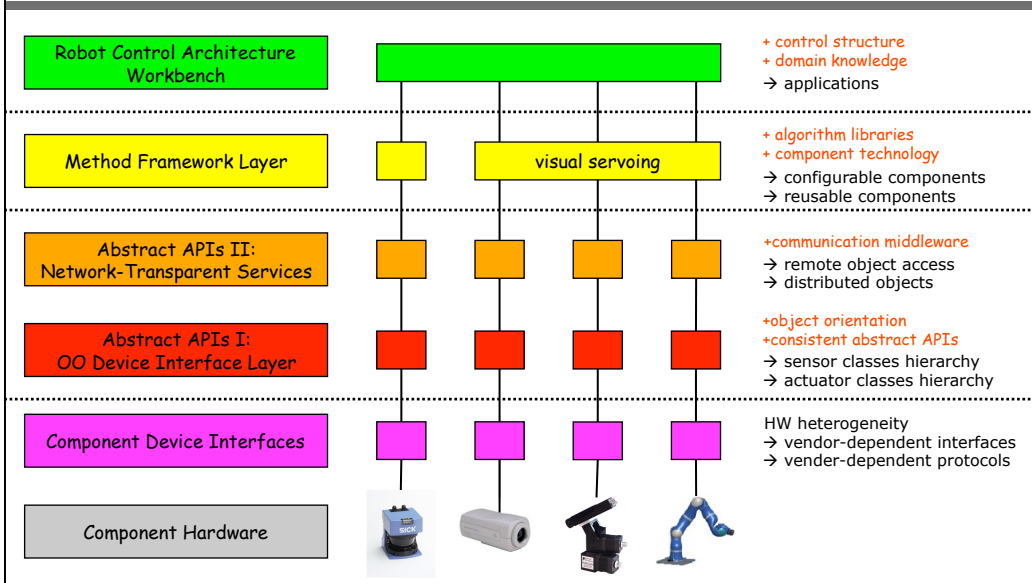 Robot Control Architecture
Workbench
+ control structure
+ domain knowledge
→ applications
Method Framework Layer
visual servoing
+ algorithm libraries
+ component technology
→ configurable components
→ reusable components
Abstract APIs II:
Network-Transparent Services
+communication middleware
→ remote object access
→ distributed objects
Abstract APIs I:
OO Device Interface Layer
+object orientation
+consistent abstract APIs
→ sensor classes hierarchy
→ actuator classes hierarchy
Component Device Interfaces
HW heterogeneity
→ vendor-dependent interfaces
→ vender-dependent protocols
Component Hardware
SICK